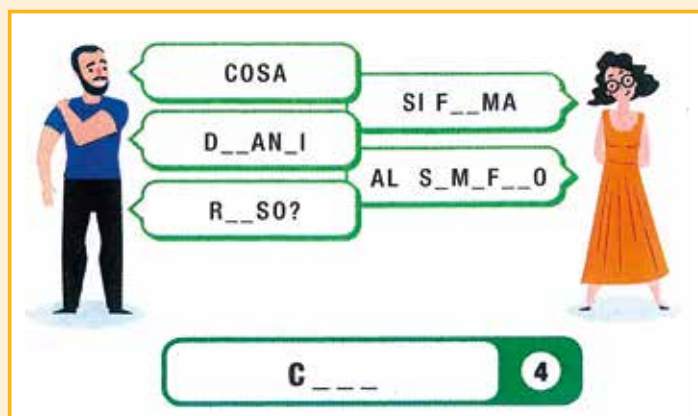 COSA
SI F__MA
D__AN_I
AL S_M_F__O
R__SO?
C___
4